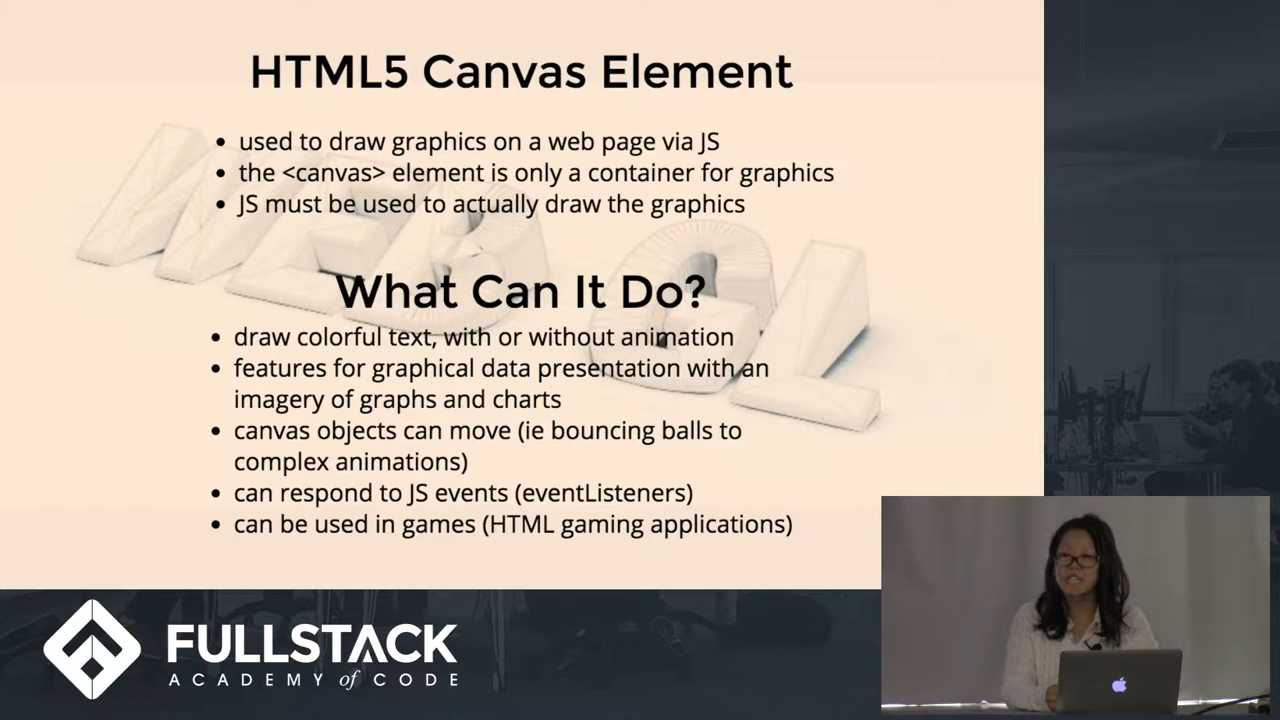 HTML5 Canvas Element
• used to draw graphics on a web page via JS
• the <canvas> element is only a container for graphics
• JS must be used to actually draw the graphics
WEB GL
What Can It Do?
• draw colorful text, with or without animation
• features for graphical data presentation with an
imagery of graphs and charts
• canvas objects can move (ie bouncing balls to
complex animations)
• can respond to JS events (eventListeners)
• can be used in games (HTML gaming applications)
FULLSTACK
ACADEMY of CODE